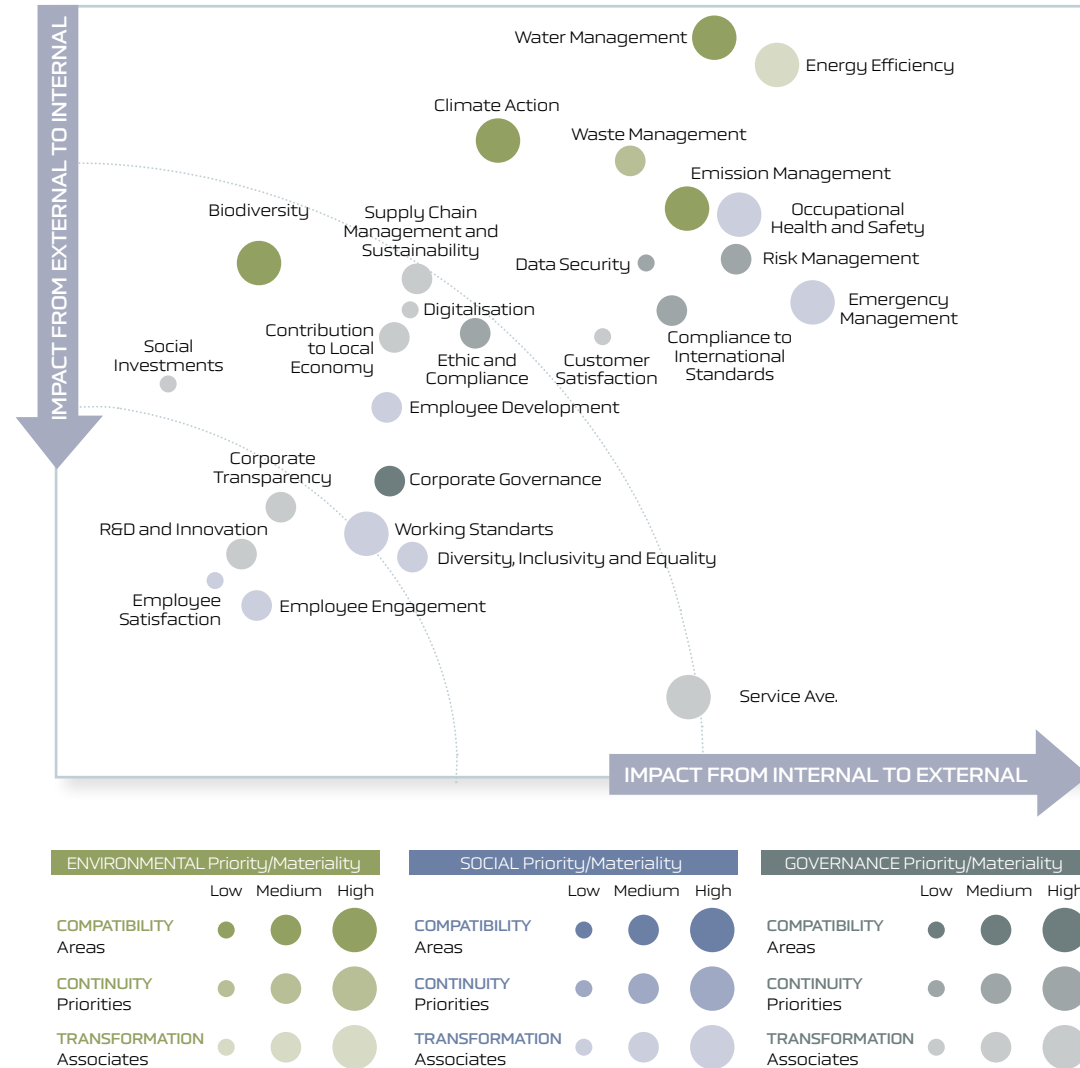 IMPACT FROM EXTERNAL TO INTERNAL
Water Management
Energy Efficiency
Climate Action
Waste Management
Emission Management
Biodiversity
Supply Chain
Management and
Sustainability
Occupational
Health and Safety
Data Security
Risk Management
Digitalisation
Emergency
Management
Contribution
to Local
Economy
Ethic and
Compliance
Customer
Satisfaction
Compliance to
International
Standards
Social
Investments
Employee Development
Corporate
Transparency
Corporate Governance
R&D and Innovation
Working Standarts
Diversity, Inclusivity and Equality
Employee
Satisfaction
Employee Engagement
Service Ave.
IMPACT FROM INTERNAL TO EXTERNAL
ENVIRONMENTAL Priority/Materiality
Low Medium High
COMPATIBILITY
Areas
CONTINUITY
Priorities
TRANSFORMATION
Associates
SOCIAL Priority/Materiality
Low Medium High
COMPATIBILITY
Areas
CONTINUITY
Priorities
TRANSFORMATION
Associates
GOVERNANCE Priority/Materiality
Low Medium High
COMPATIBILITY
Areas
CONTINUITY
Priorities
TRANSFORMATION
Associates